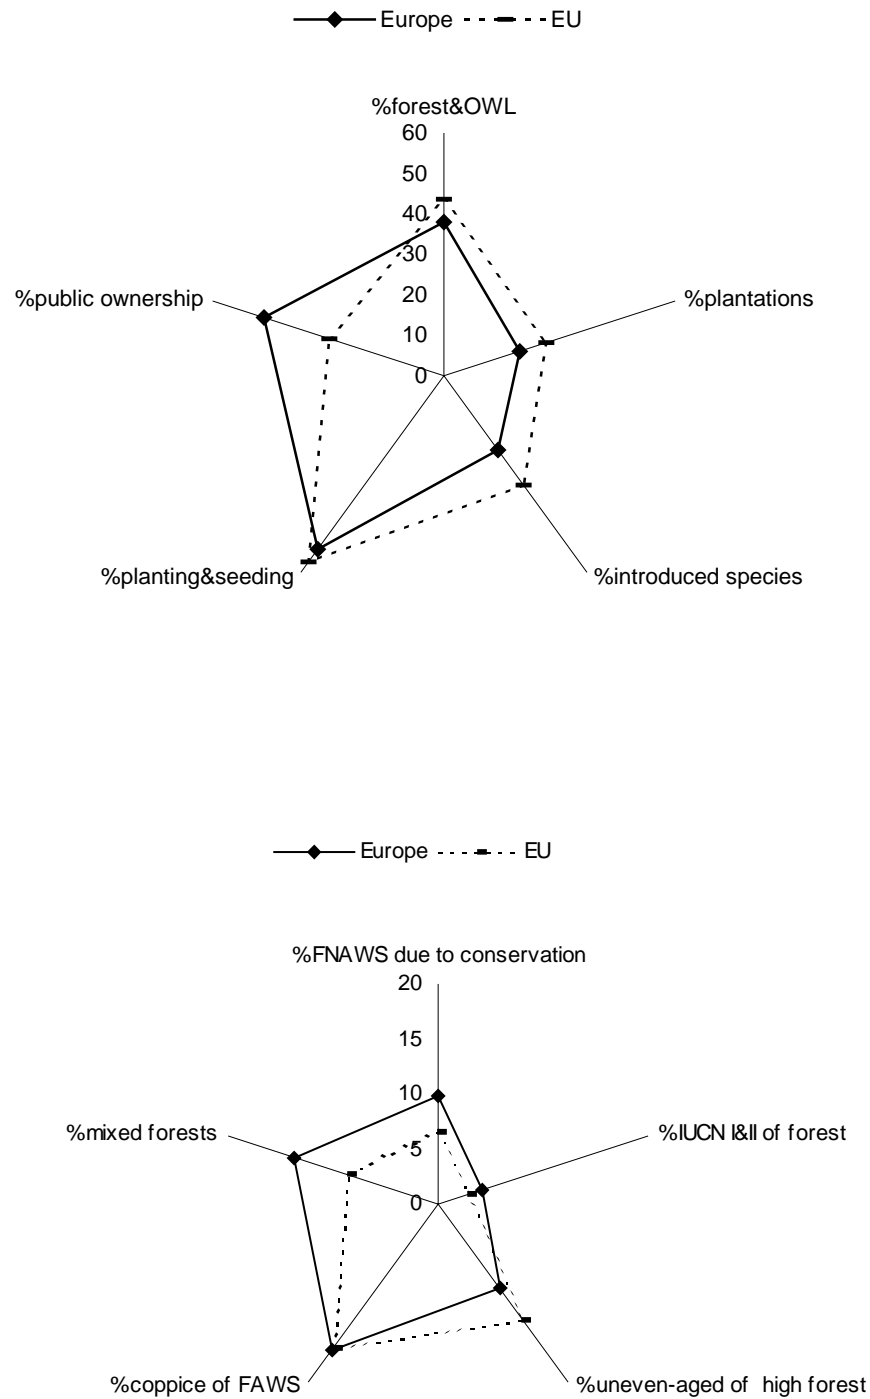 Europe EU
%forest&OWL
60
50
40
30
20
10
0
%public ownership
%plantations
%planting&seeding
%introduced species
Europe EU
%FNAWS due to conservation
20
15
10
5
0
%mixed forests
%IUCN I&II of forest
%coppice of FAWS
%uneven-aged of high forest